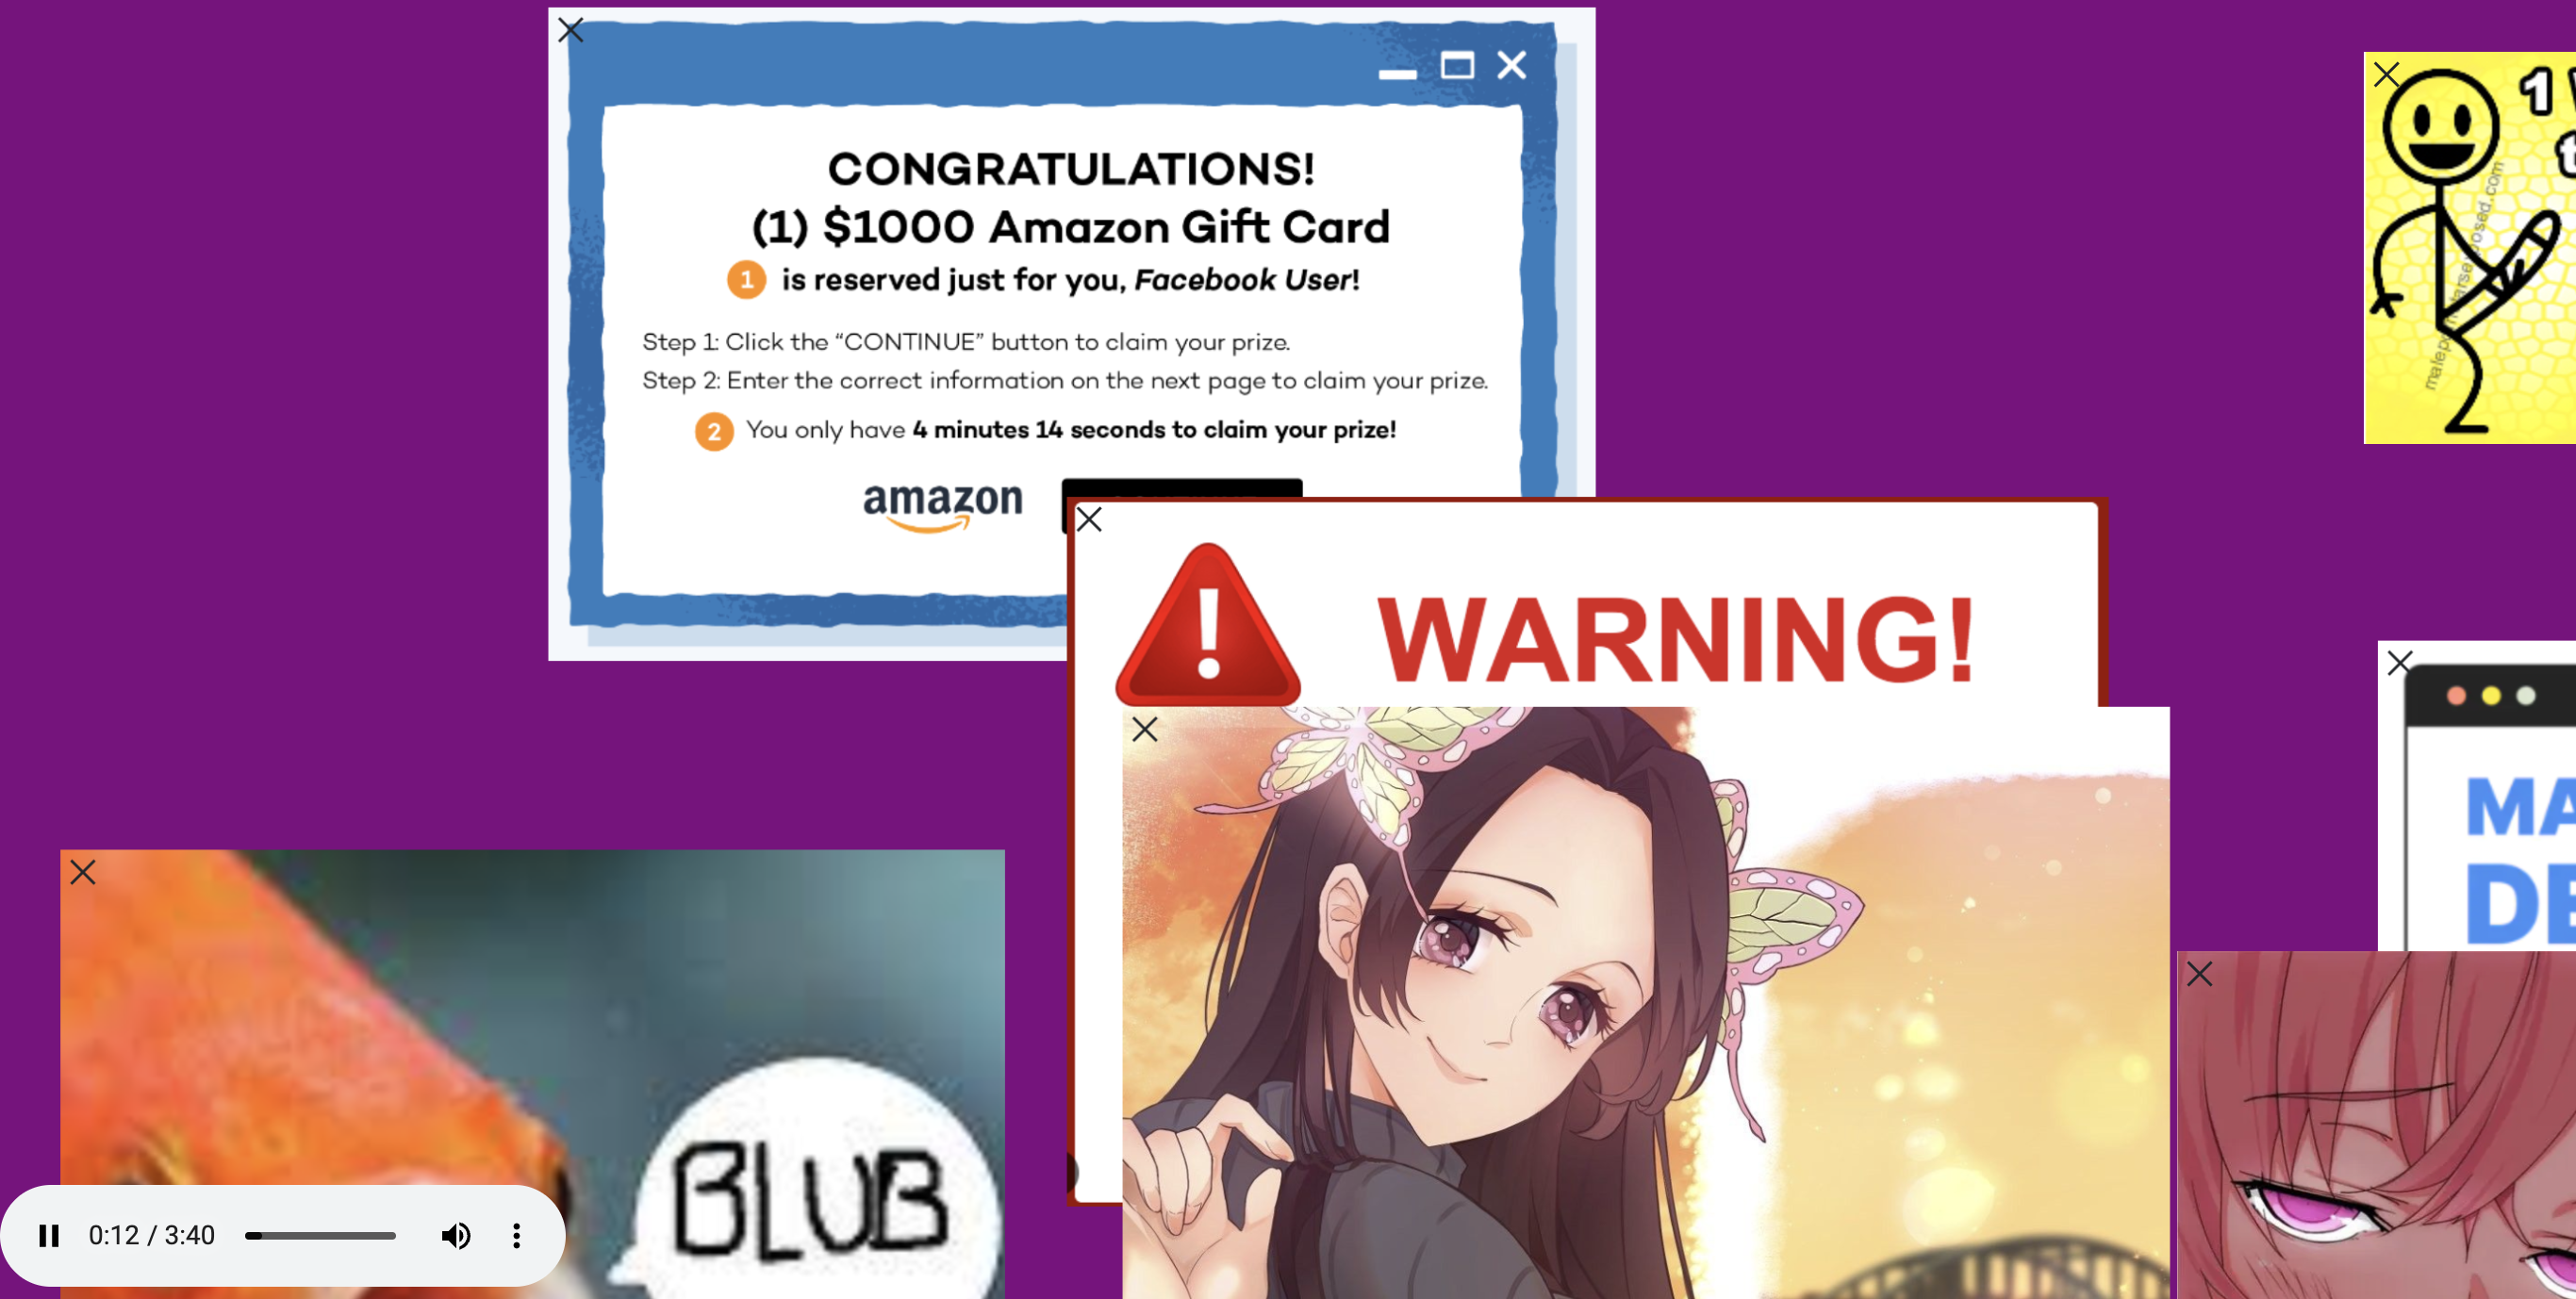 CONGRATULATIONS!
(1) $1000 Amazon Gift Card
1 is reserved just for you, Facebook User!
Step 1: Click the “CONTINUE” button to claim your prize.
Step 2: Enter the correct information on the next page to claim your prize.
2 You only have 4 minutes 14 seconds to claim your prize!
amazon
WARNING!
1
t
MA
DE
BLUB
0:12 / 3:40